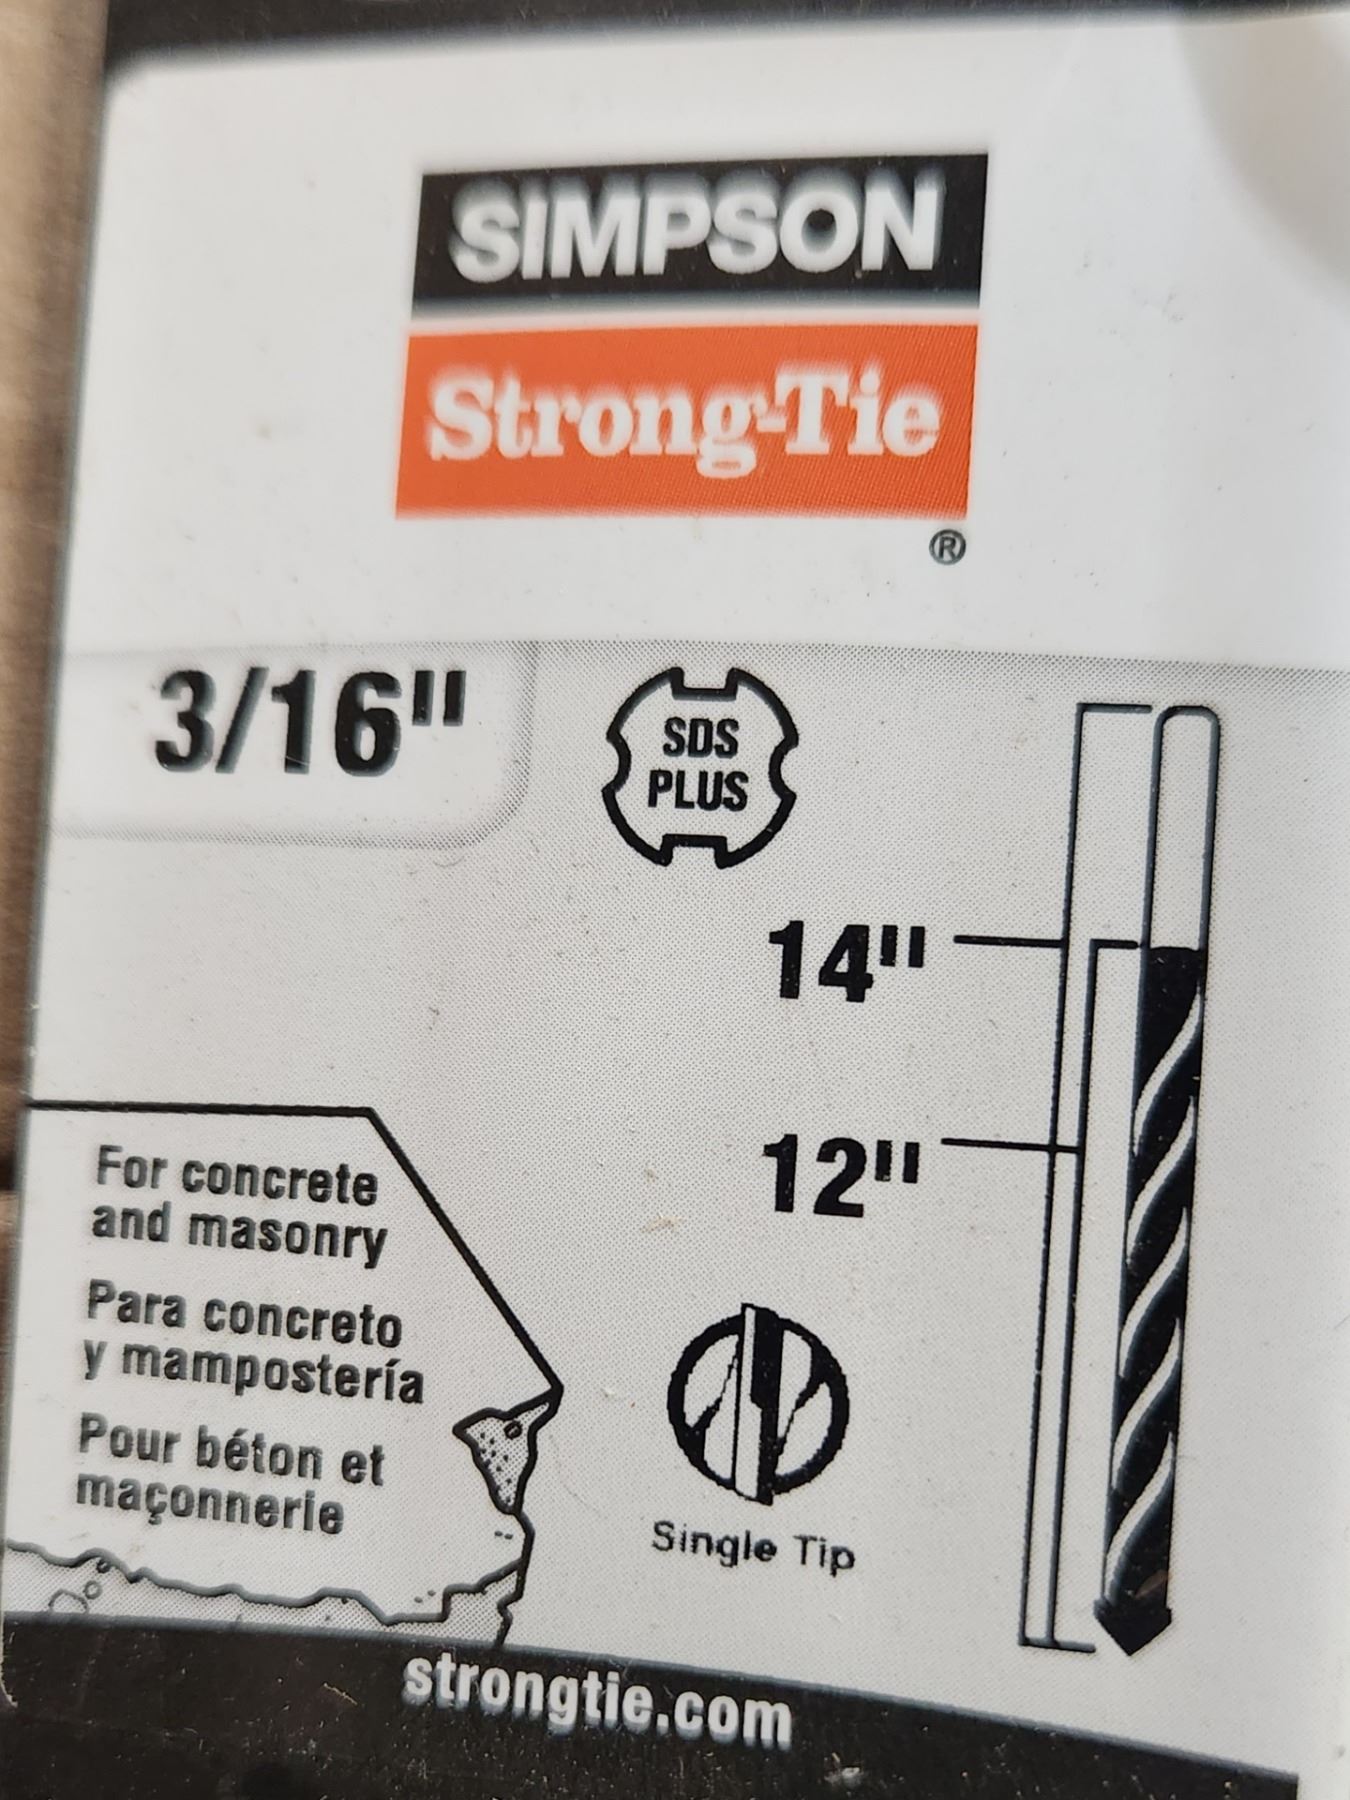 SIMPSON
Strong-Tie
®
3/16"
SDS
PLUS
14"
12"
For concrete
and masonry
Para concreto
y mampostería
Pour béton et
maçonnerie
Single Tip
strongtie.com